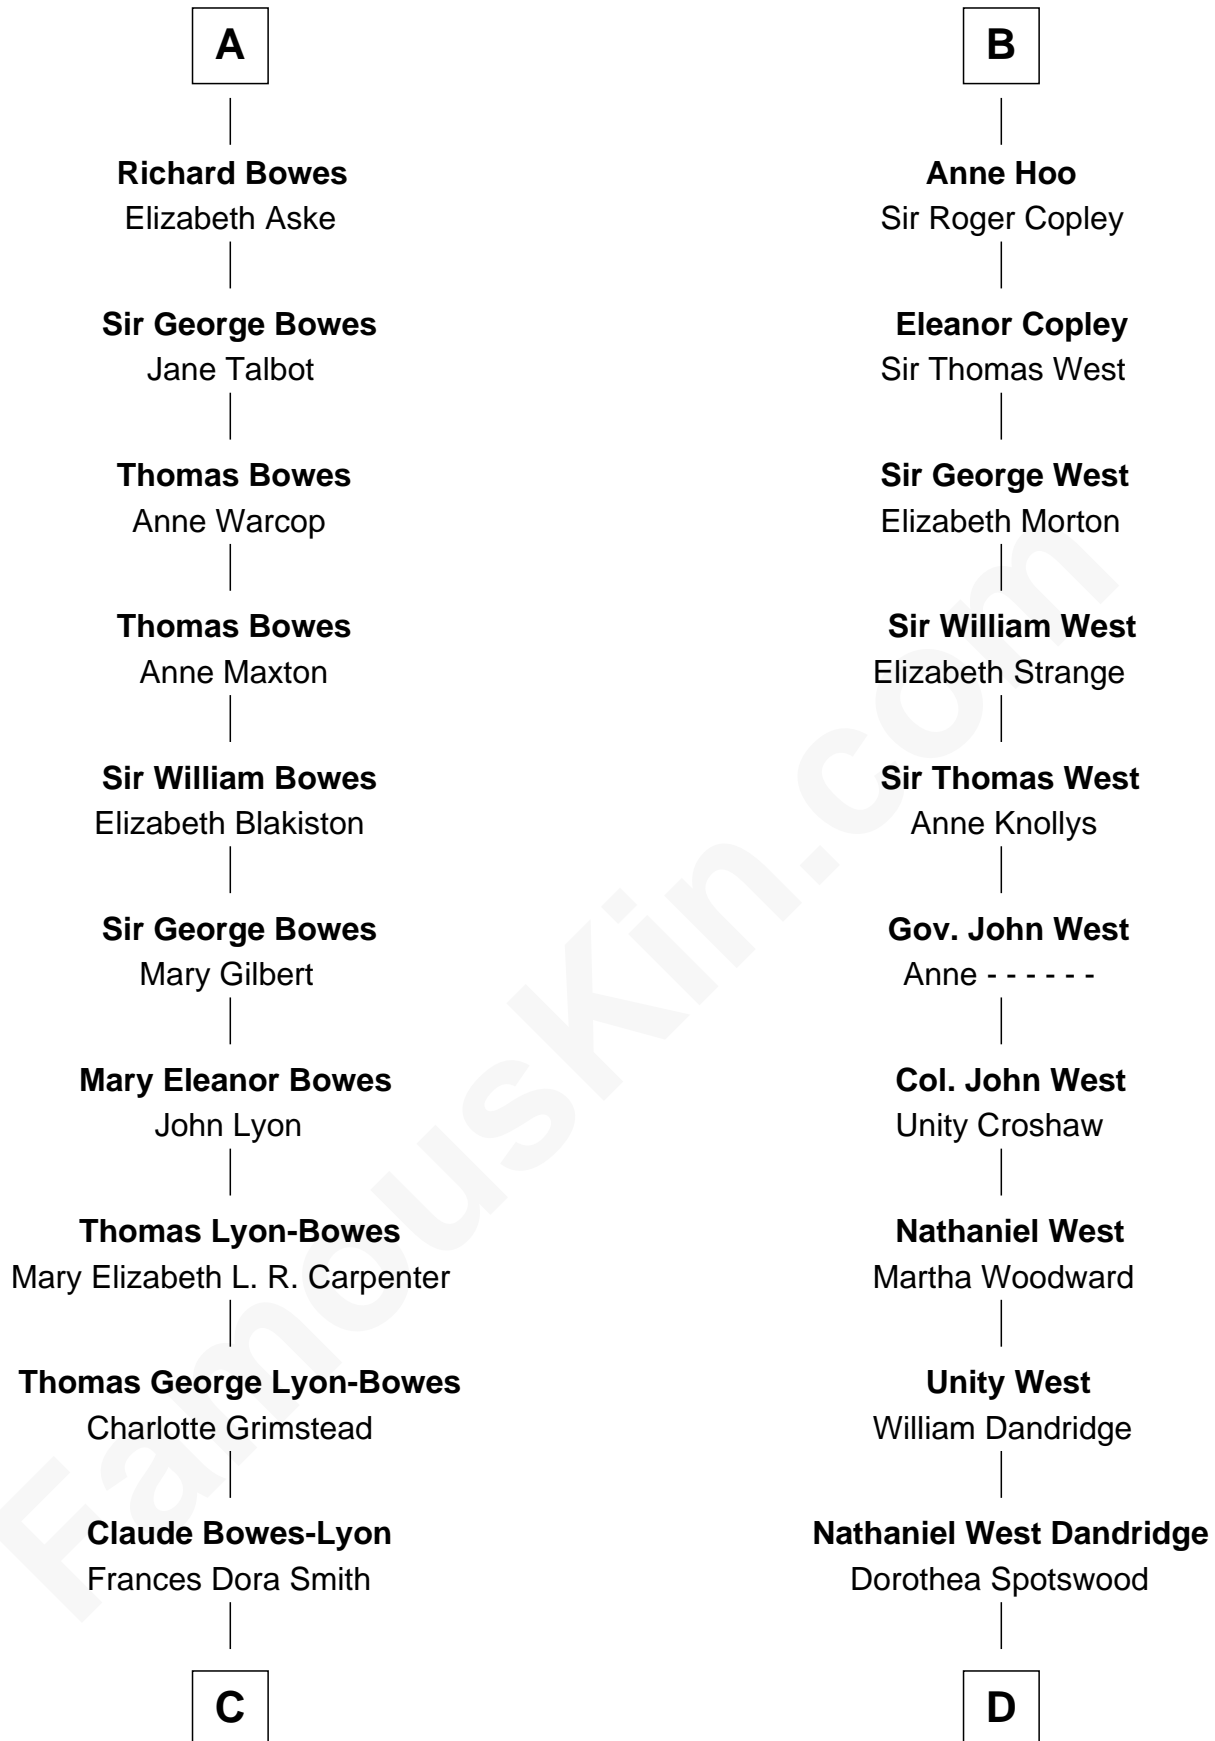 A
Richard Bowes
Elizabeth Aske
Sir George Bowes
Jane Talbot
Thomas Bowes
Anne Warcop
Thomas Bowes
Anne Maxton
Sir William Bowes
Elizabeth Blakiston
Sir George Bowes
Mary Gilbert
Mary Eleanor Bowes
John Lyon
Thomas Lyon-Bowes
Mary Elizabeth L. R. Carpenter
Thomas George Lyon-Bowes
Charlotte Grimstead
Claude Bowes-Lyon
Frances Dora Smith
C
B
Anne Hoo
Sir Roger Copley
Eleanor Copley
Sir Thomas West
Sir George West
Elizabeth Morton
Sir William West
Elizabeth Strange
Sir Thomas West
Anne Knollys
Gov. John West
Anne - - - - - -
Col. John West
Unity Croshaw
Nathaniel West
Martha Woodward
Unity West
William Dandridge
Nathaniel West Dandridge
Dorothea Spotswood
D
FamousKin.com